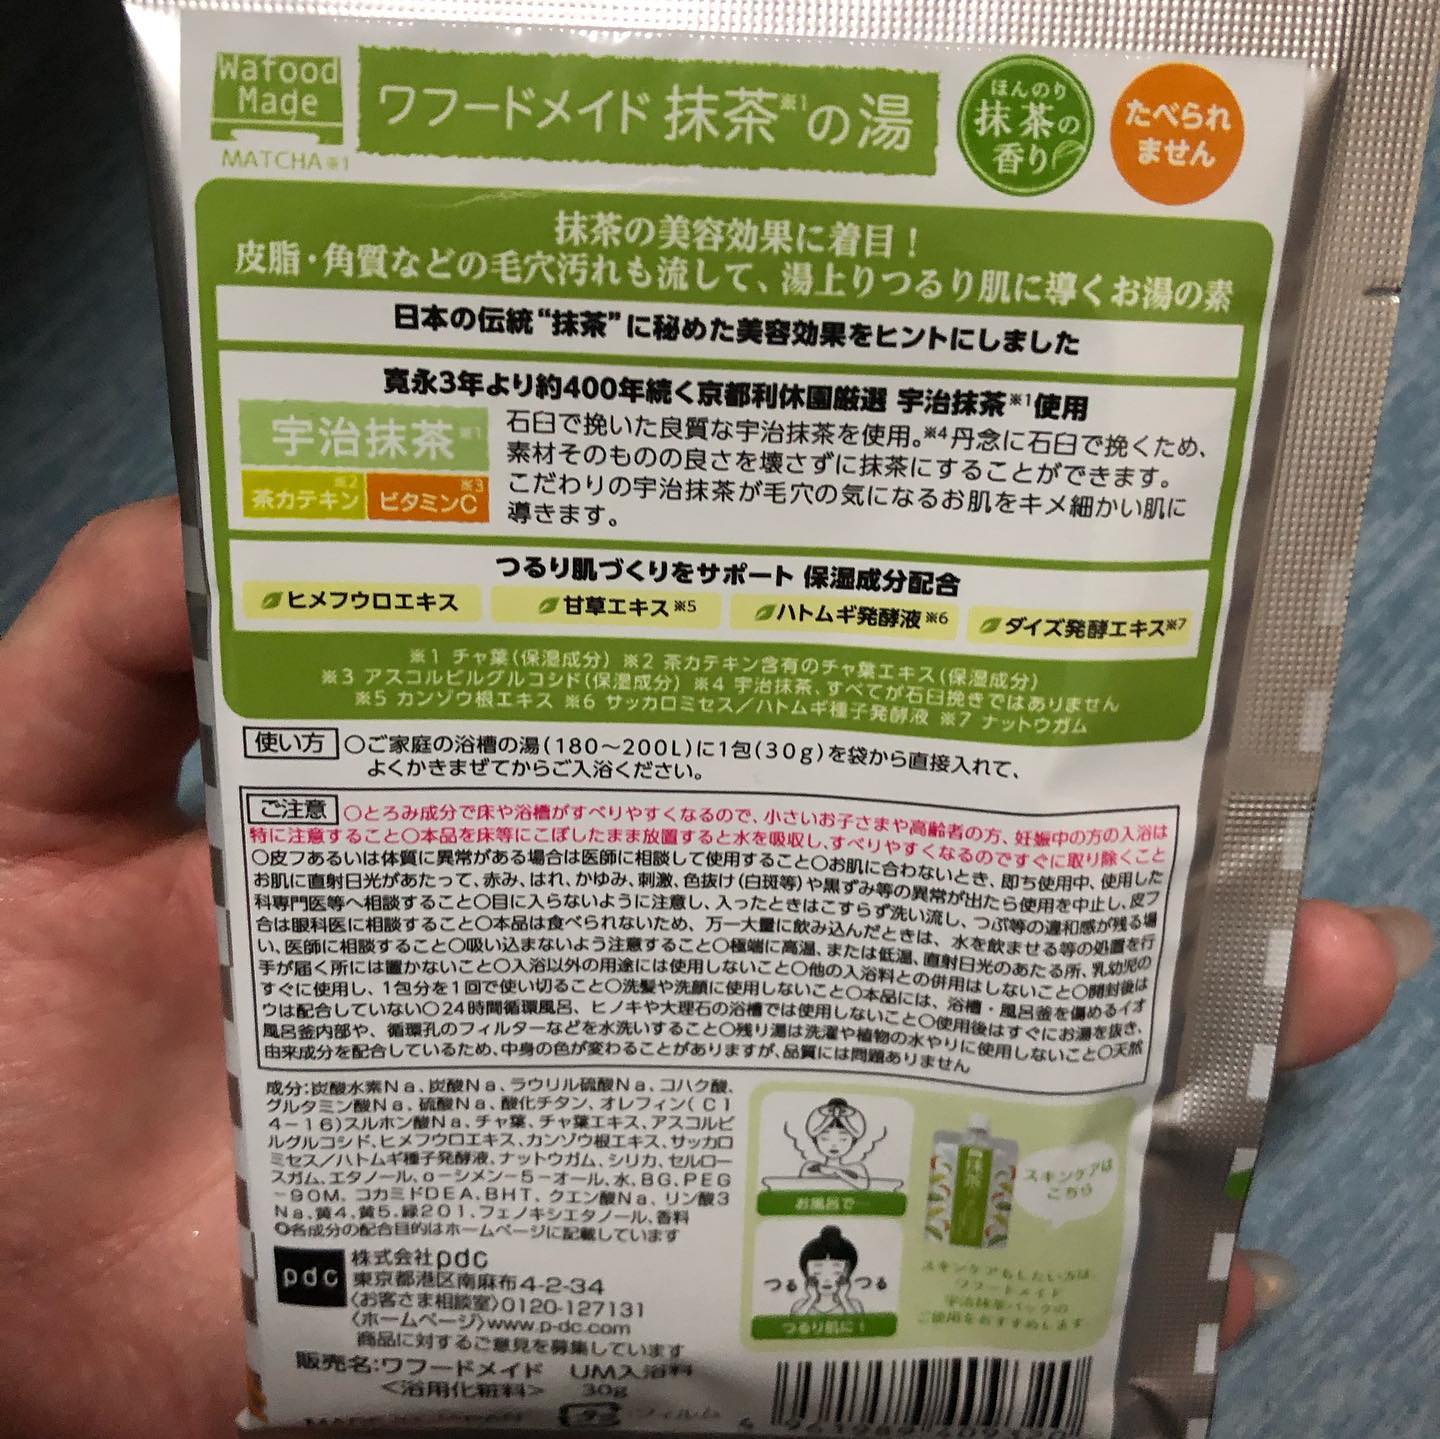 Wafood
Made
MATCHA※1
ワフードメイド 抹茶※1の湯
ほんのり
抹茶の
香り
たべられ
ません
抹茶の美容効果に着目!
皮脂・角質などの毛穴汚れも流して、湯上りつるり肌に導くお湯の素
日本の伝統“抹茶”に秘めた美容効果をヒントにしました
寛永3年より約400年続く京都利休園厳選 宇治抹茶※1使用
宇治抹茶※1
茶カテキン※2
ビタミンC※3
石臼で挽いた良質な宇治抹茶を使用。※4丹念に石臼で挽くため、
素材そのものの良さを壊さずに抹茶にすることができます。
こだわりの宇治抹茶が毛穴の気になるお肌をキメ細かい肌に
導きます。
つるり肌づくりをサポート 保湿成分配合
ヒメフウロエキス
甘草エキス※5
ハトムギ発酵液※6
ダイズ発酵エキス※7
※1 チャ葉(保湿成分) ※2 茶カテキン含有のチャ葉エキス(保湿成分)
※3 アスコルビルグルコシド(保湿成分) ※4 宇治抹茶、すべてが石臼挽きではありません
※5 カンゾウ根エキス ※6 サッカロミセス/ハトムギ種子発酵液 ※7 ナットウガム
使い方 ○ご家庭の浴槽の湯(180~200L)に1包(30g)を袋から直接入れて、
よくかきまぜてからご入浴ください。
ご注意 ○とろみ成分で床や浴槽がすべりやすくなるので、小さいお子さまや高齢者の方、妊娠中の方の入浴は
特に注意すること○本品を床等にこぼしたまま放置すると水を吸収し、すべりやすくなるのですぐに取り除くこと
○皮フあるいは体質に異常がある場合は医師に相談して使用すること○お肌に合わないとき、即ち使用中、使用した
お肌に直射日光があたって、赤み、はれ、かゆみ、刺激、色抜け(白斑等)や黒ずみ等の異常が出たら使用を中止し、皮フ
科専門医等へ相談すること○目に入らないように注意し、入ったときはこすらず洗い流し、つぶ等の違和感が残る場
合は眼科医に相談すること○本品は食べられないため、万一大量に飲み込んだときは、水を飲ませる等の処置を行
い、医師に相談すること○吸い込まないよう注意すること○極端に高温、または低温、直射日光のあたる所、乳幼児の
手が届く所には置かないこと○入浴以外の用途には使用しないこと○他の入浴料との併用はしないこと○開封後は
すぐに使用し、1包分を1回で使い切ること○洗髪や洗顔に使用しないこと○本品には、浴槽・風呂釜を傷めるイオ
ウは配合していない○24時間循環風呂、ヒノキや大理石の浴槽では使用しないこと○使用後はすぐにお湯を抜き、
風呂釜内部や、循環孔のフィルターなどを水洗いすること○残り湯は洗濯や植物の水やりに使用しないこと○天然
由来成分を配合しているため、中身の色が変わることがありますが、品質には問題ありません
成分:炭酸水素Na、炭酸Na、ラウリル硫酸Na、コハク酸、
グルタミン酸Na、硫酸Na、酸化チタン、オレフィン(C1
4-16)スルホン酸Na、チャ葉、チャ葉エキス、アスコルビ
ルグルコシド、ヒメフウロエキス、カンゾウ根エキス、サッカロ
ミセス/ハトムギ種子発酵液、ナットウガム、シリカ、セルロー
スガム、エタノール、o-シメン-5-オール、水、BG、PEG
-90M、コカミドDEA、BHT、クエン酸Na、リン酸3
Na、黄4、黄5、緑201、フェノキシエタノール、香料
◎各成分の配合目的はホームページに記載しています
pdc
株式会社pdc
東京都港区南麻布4-2-34
〈お客さま相談室〉0120-127131
〈ホームページ〉www.p-dc.com
商品に対するご意見を募集しています
販売名:ワフードメイド UM入浴料
<浴用化粧料> 30g
MADE IN JAPAN
フィルム
お風呂で
つる つる
つるり肌に!
スキンケアは
こちら
スキンケアもしたい方は
ワフードメイド
宇治抹茶パックの
ご使用をおすすめします